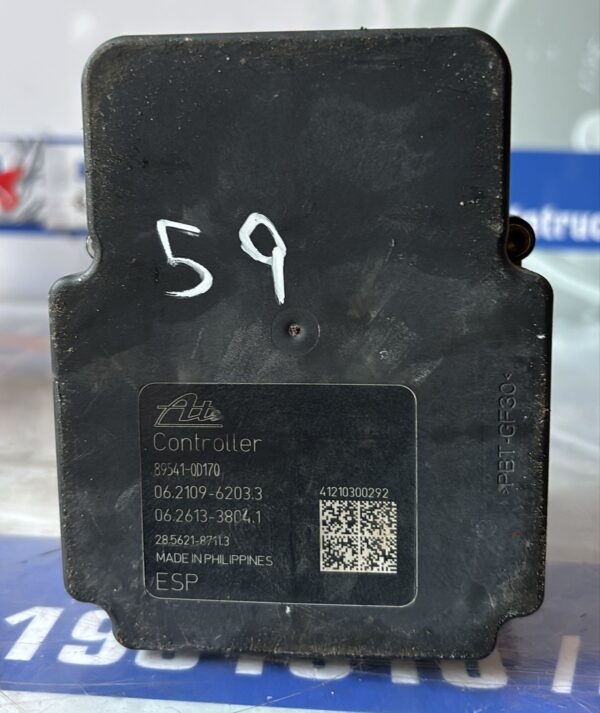 59
Ate
Controller
89541-0D170
06.2109-6203.3
41210300292
06.2613-3804.1
28.5621-8711.3
MADE IN PHILIPPINES
ESP
>PBT-GF30<